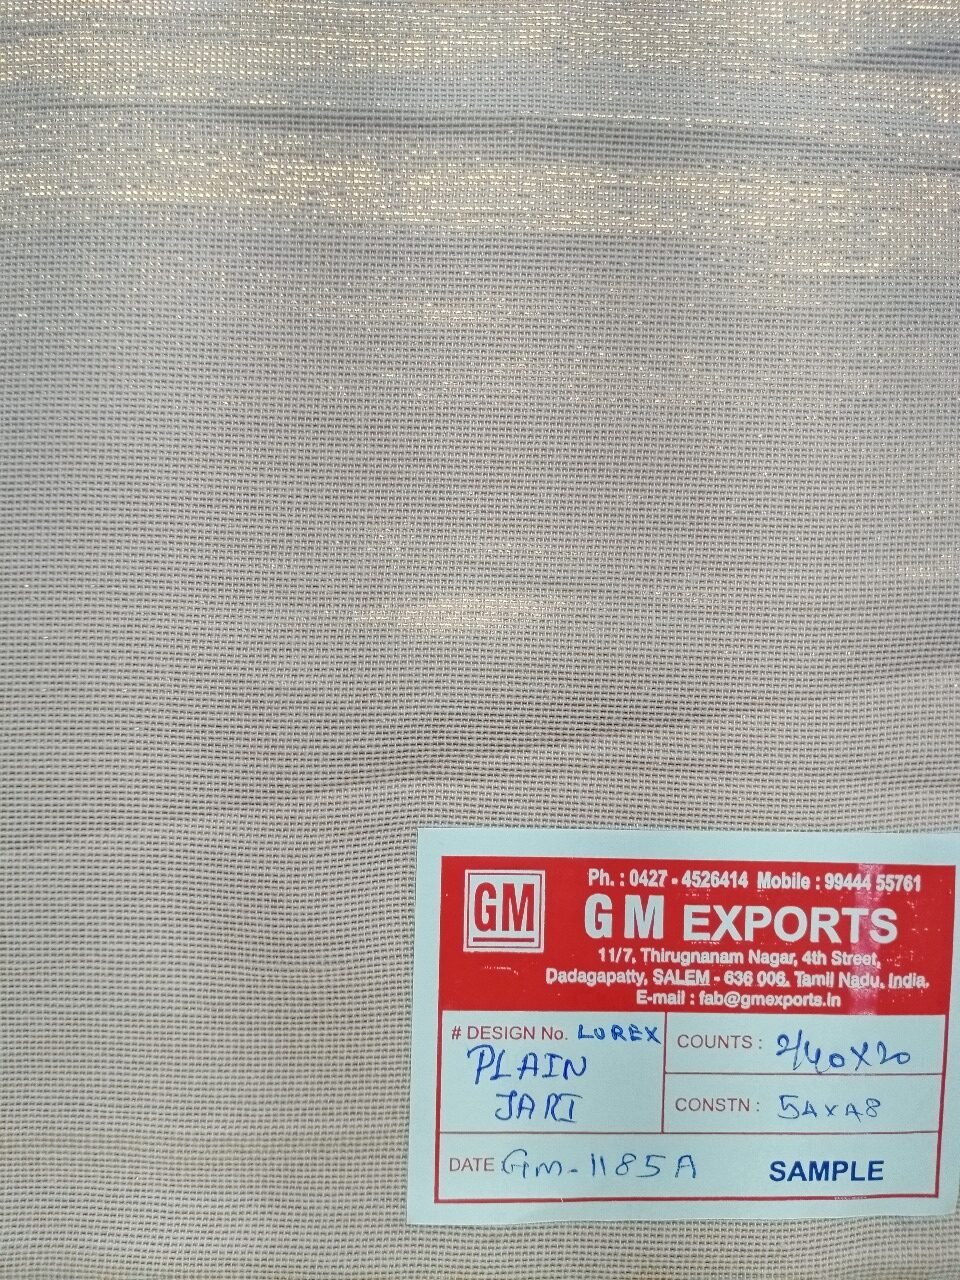 Ph. : 0427 - 4526414 Mobile : 99444 55761
GM
G M EXPORTS
11/7, Thirugnanam Nagar, 4th Street,
Dadagapatty, SALEM - 636 006. Tamil Nadu. India.
E-mail : fab@gmexports.in
# DESIGN No. LUREX
PLAIN
JARI
COUNTS : 2/40X20
CONSTN : 54X48
DATE GM-1185A
SAMPLE